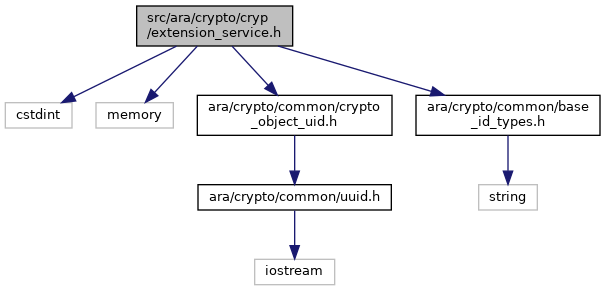 src/ara/crypto/cryp
/extension_service.h
cstdint
memory
ara/crypto/common/crypto
_object_uid.h
ara/crypto/common/base
_id_types.h
ara/crypto/common/uuid.h
string
iostream